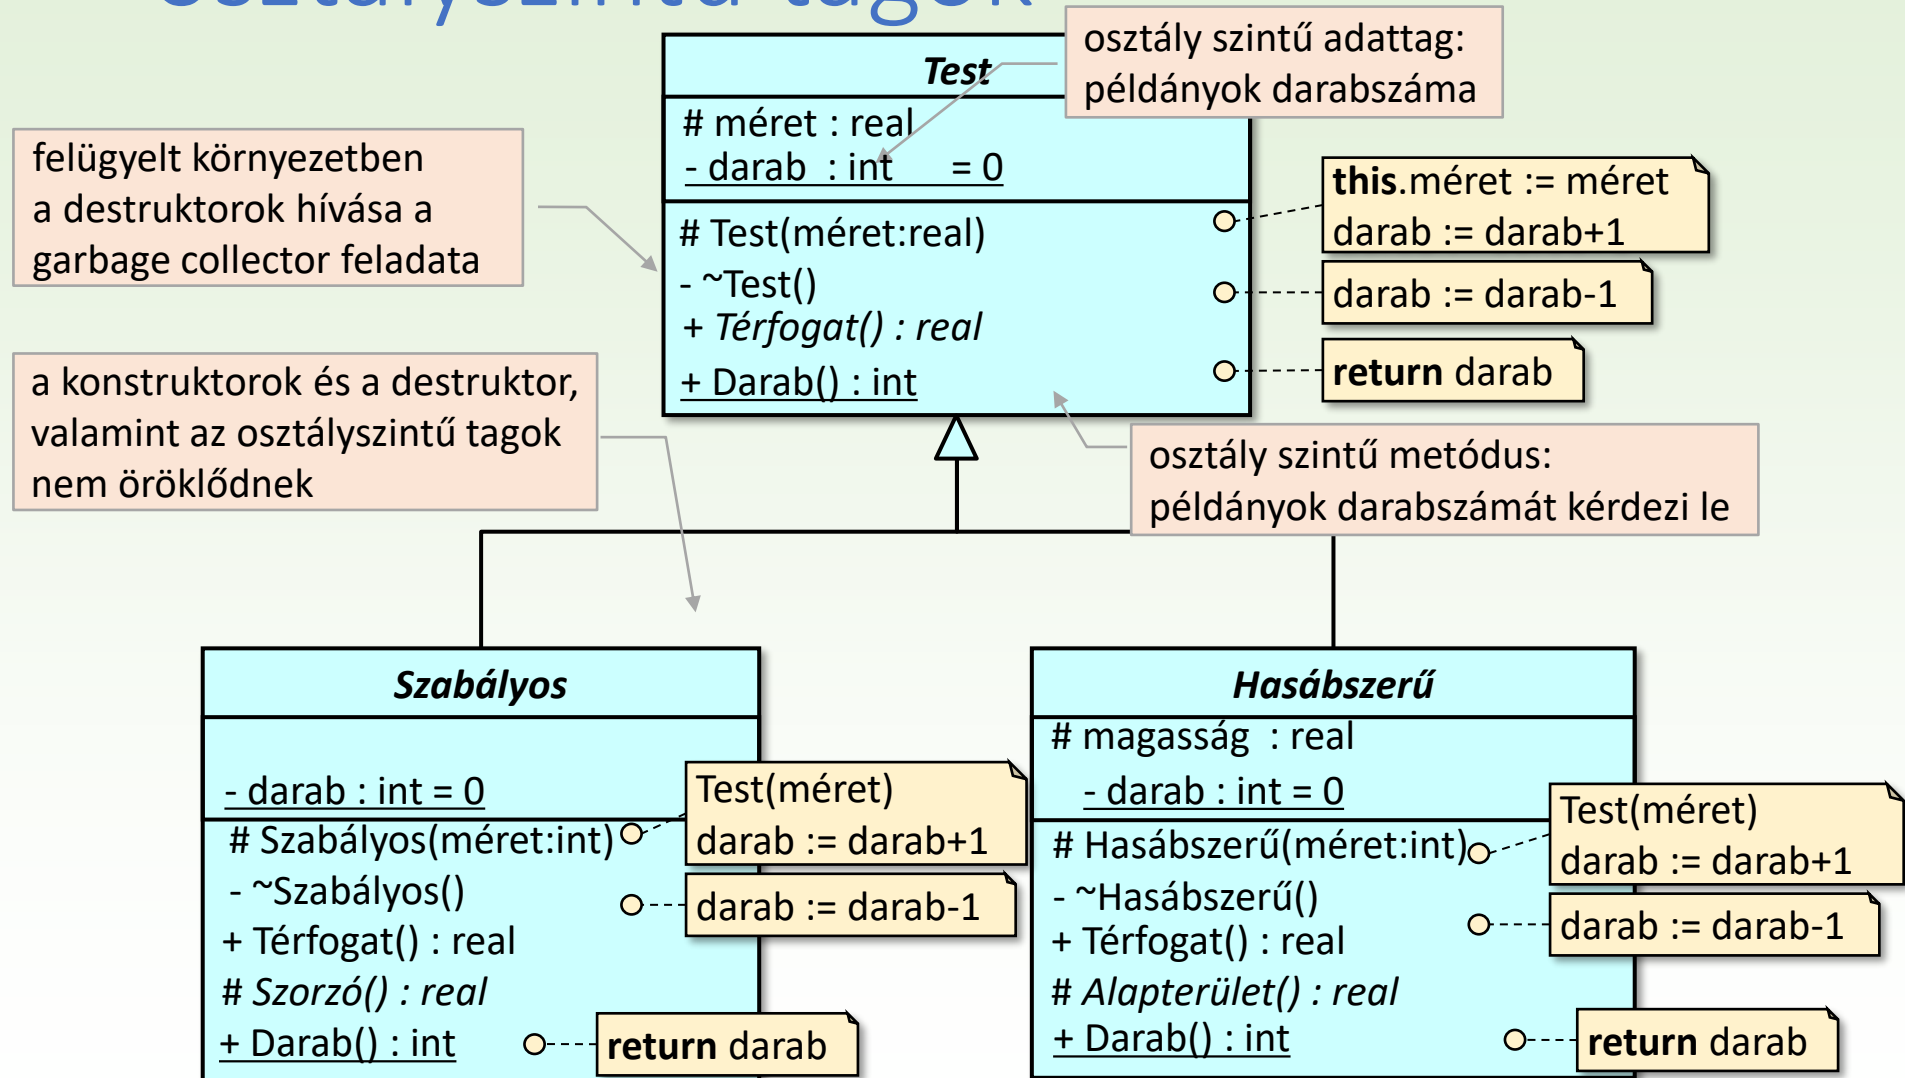 osztályszintű tagok
Test
osztály szintű adattag:
példányok darabszáma
# méret : real
- darab : int = 0
felügyelt környezetben
a destruktorok hívása a
garbage collector feladata
this.méret := méret
darab := darab+1
# Test(méret:real)
- ~Test()
darab := darab-1
+ Térfogat() : real
+ Darab() : int
return darab
a konstruktorok és a destruktor,
valamint az osztályszintű tagok
nem öröklődnek
osztály szintű metódus:
példányok darabszámát kérdezi le
Szabályos
- darab : int = 0
Test(méret)
darab := darab+1
# Szabályos(méret:int)
- ~Szabályos()
darab := darab-1
+ Térfogat() : real
# Szorzó() : real
+ Darab() : int
return darab
Hasábszerű
# magasság : real
- darab : int = 0
Test(méret)
darab := darab+1
# Hasábszerű(méret:int)
- ~Hasábszerű()
darab := darab-1
+ Térfogat() : real
# Alapterület() : real
+ Darab() : int
return darab